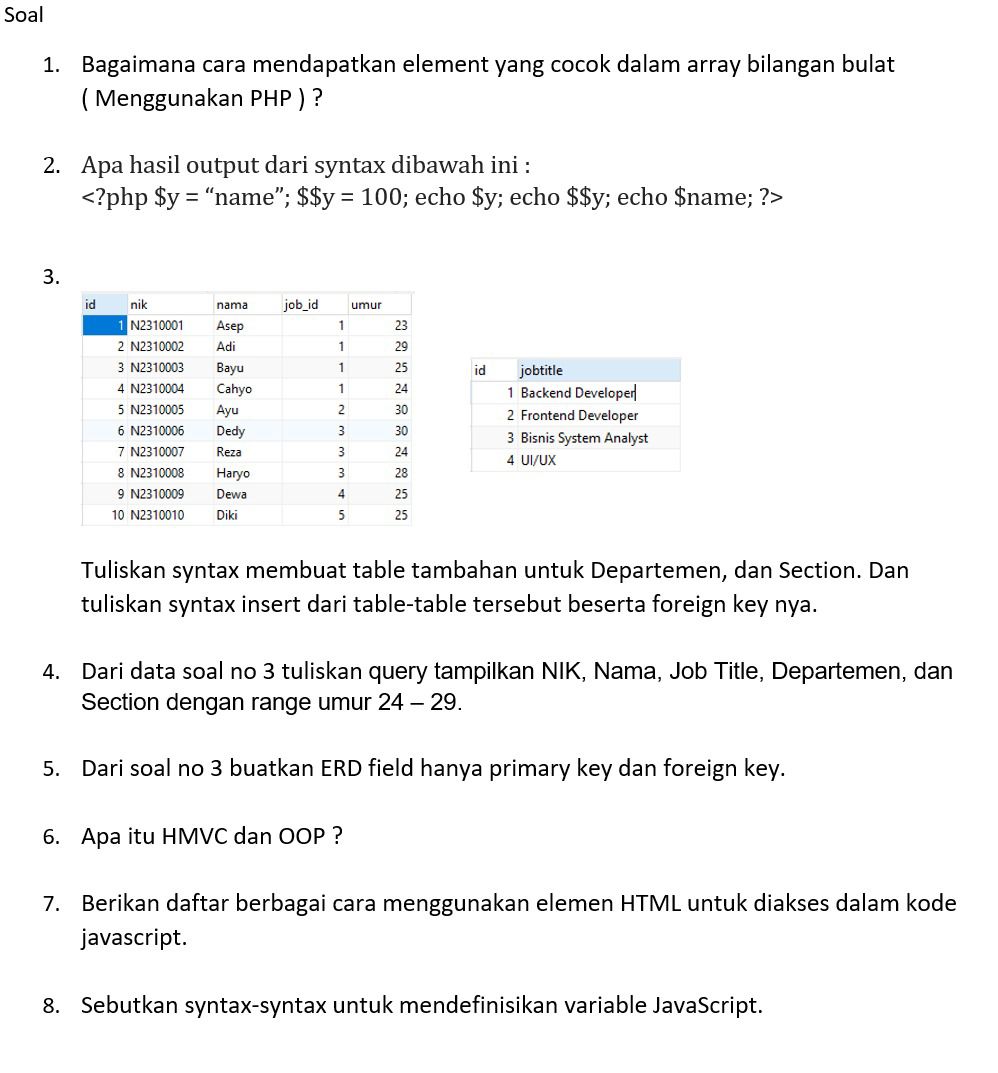 Soal
1. Bagaimana cara mendapatkan element yang cocok dalam array bilangan bulat
( Menggunakan PHP ) ?
2. Apa hasil output dari syntax dibawah ini :
<?php $y = “name”; $$y = 100; echo $y; echo $$y; echo $name; ?>
3.
id nik nama job_id umur
1 N2310001 Asep 1 23
2 N2310002 Adi 1 29
3 N2310003 Bayu 1 25
4 N2310004 Cahyo 1 24
5 N2310005 Ayu 2 30
6 N2310006 Dedy 3 30
7 N2310007 Reza 3 24
8 N2310008 Haryo 3 28
9 N2310009 Dewa 4 25
10 N2310010 Diki 5 25
id jobtitle
1 Backend Developer
2 Frontend Developer
3 Bisnis System Analyst
4 UI/UX
Tuliskan syntax membuat table tambahan untuk Departemen, dan Section. Dan
tuliskan syntax insert dari table-table tersebut beserta foreign key nya.
4. Dari data soal no 3 tuliskan query tampilkan NIK, Nama, Job Title, Departemen, dan
Section dengan range umur 24 – 29.
5. Dari soal no 3 buatkan ERD field hanya primary key dan foreign key.
6. Apa itu HMVC dan OOP ?
7. Berikan daftar berbagai cara menggunakan elemen HTML untuk diakses dalam kode
javascript.
8. Sebutkan syntax-syntax untuk mendefinisikan variable JavaScript.